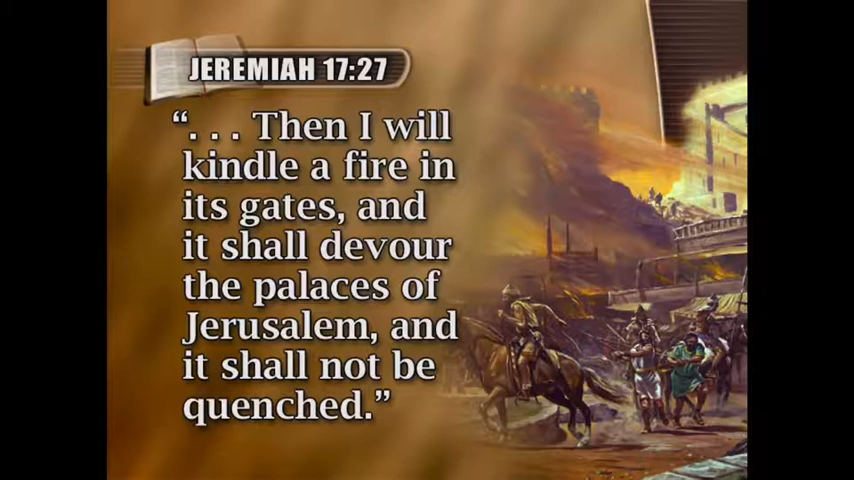 JEREMIAH 17:27
“. . . Then I will
kindle a fire in
its gates, and
it shall devour
the palaces of
Jerusalem, and
it shall not be
quenched.”